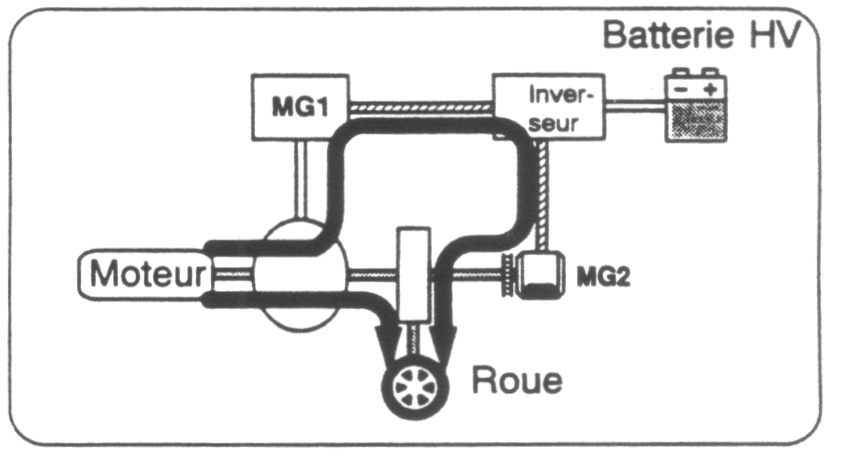 Batterie HV
MG1
Inver-
seur
- +
Moteur
MG2
Roue